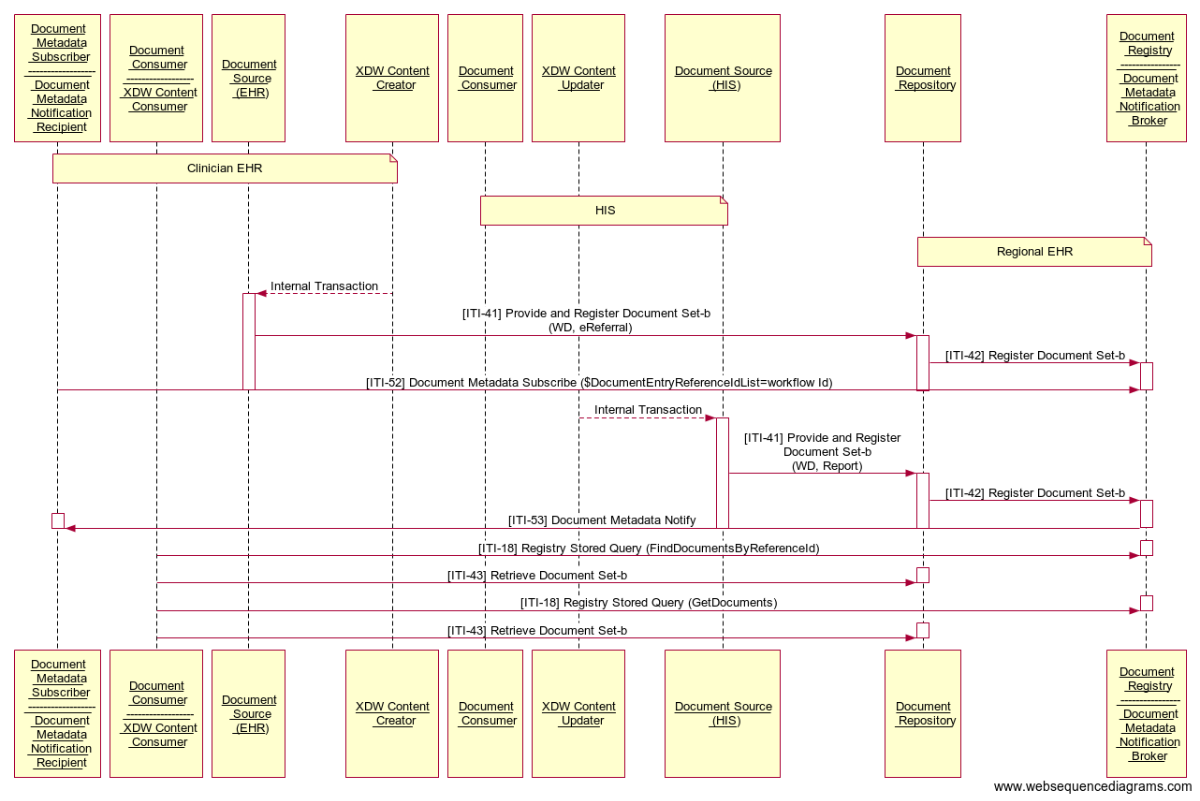 Document
Metadata
Subscriber
------------------
Document
Metadata
Notification
Recipient
Document
Consumer
------------------
XDW Content
Consumer
Document
Source
(EHR)
XDW Content
Creator
Document
Consumer
XDW Content
Updater
Document Source
(HIS)
Document
Repository
Document
Registry
----------------
Document
Metadata
Notification
Broker
Clinician EHR
HIS
Regional EHR
Internal Transaction
[ITI-41] Provide and Register Document Set-b
(WD, eReferral)
[ITI-42] Register Document Set-b
[ITI-52] Document Metadata Subscribe ($DocumentEntryReferenceIdList=workflow Id)
Internal Transaction
[ITI-41] Provide and Register
Document Set-b
(WD, Report)
[ITI-42] Register Document Set-b
[ITI-53] Document Metadata Notify
[ITI-18] Registry Stored Query (FindDocumentsByReferenceId)
[ITI-43] Retrieve Document Set-b
[ITI-18] Registry Stored Query (GetDocuments)
[ITI-43] Retrieve Document Set-b
Document
Metadata
Subscriber
------------------
Document
Metadata
Notification
Recipient
Document
Consumer
------------------
XDW Content
Consumer
Document
Source
(EHR)
XDW Content
Creator
Document
Consumer
XDW Content
Updater
Document Source
(HIS)
Document
Repository
Document
Registry
----------------
Document
Metadata
Notification
Broker
www.websequencediagrams.com